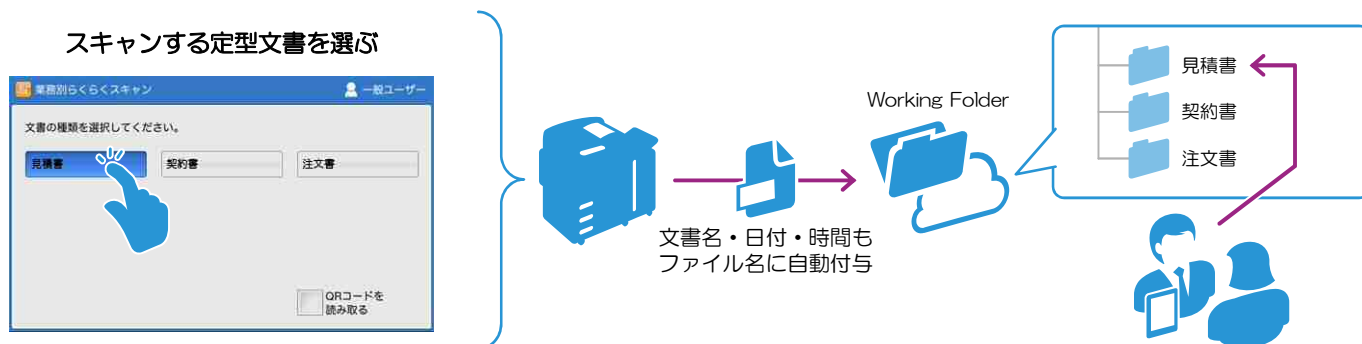 スキャンする定型文書を選ぶ
業務別らくらくスキャン
一般ユーザー
文書の種類を選択してください。
見積書
契約書
注文書
QRコードを
読み取る
文書名・日付・時間も
ファイル名に自動付与
Working Folder
見積書
契約書
注文書